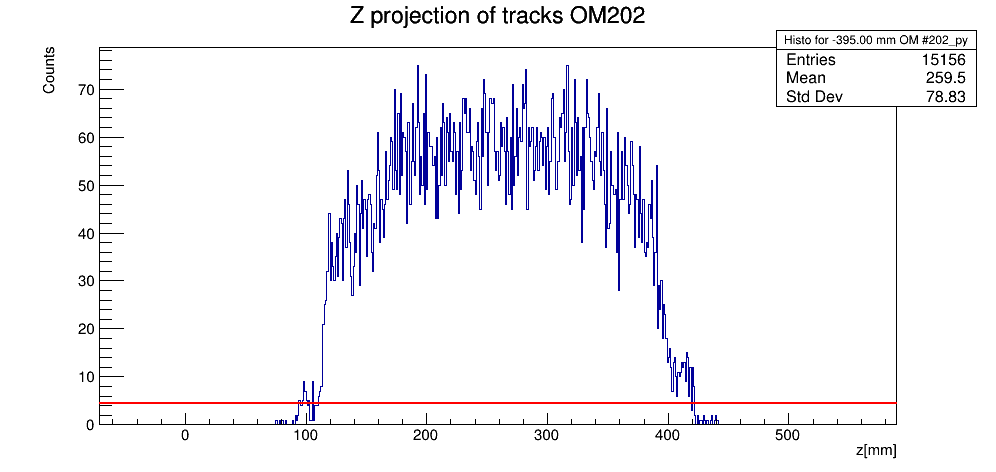 Z projection of tracks OM202
Histo for -395.00 mm OM #202_py
Entries 15156
Mean 259.5
Std Dev 78.83
Counts
70
60
50
40
30
20
10
0
0 100 200 300 400 500
z[mm]